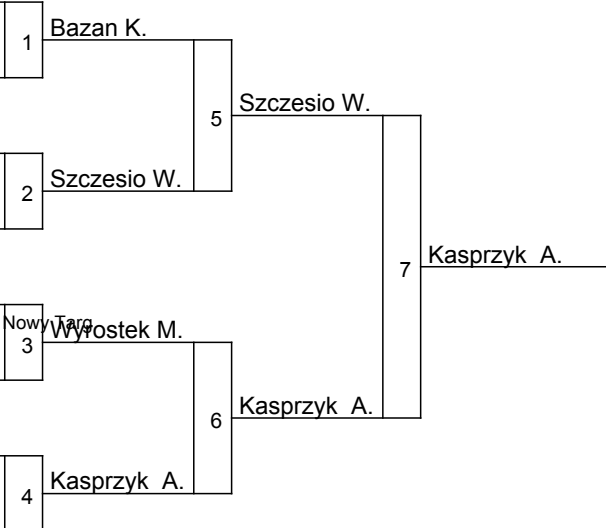 1 Bazan K.
5 Szczesio W.
2 Szczesio W.
7 Kasprzyk A.
Nowy Targ
3 Wyrostek M.
6 Kasprzyk A.
4 Kasprzyk A.